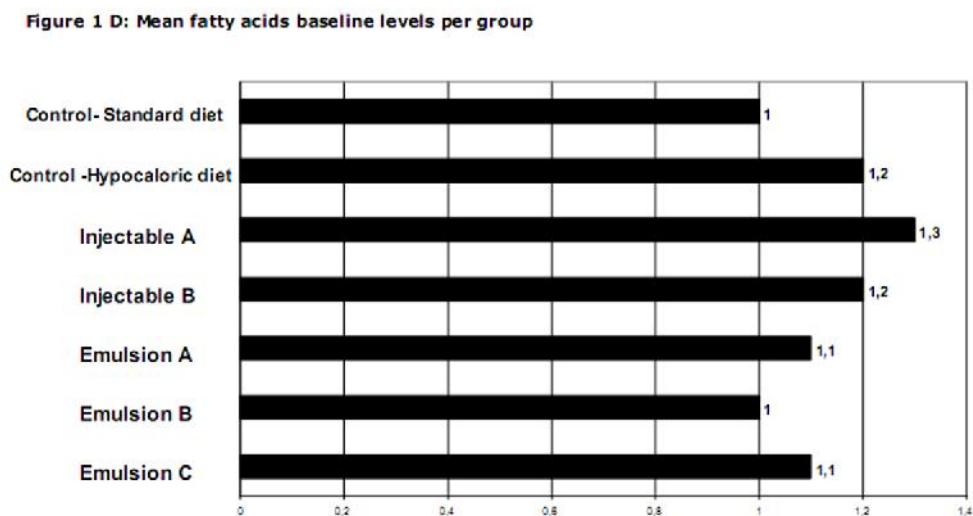 Figure 1 D: Mean fatty acids baseline levels per group
Control- Standard diet
1
Control -Hypocaloric diet
1,2
Injectable A
1,3
Injectable B
1,2
Emulsion A
1,1
Emulsion B
1
Emulsion C
1,1
0 0,2 0,4 0,6 0,8 1 1,2 1,4